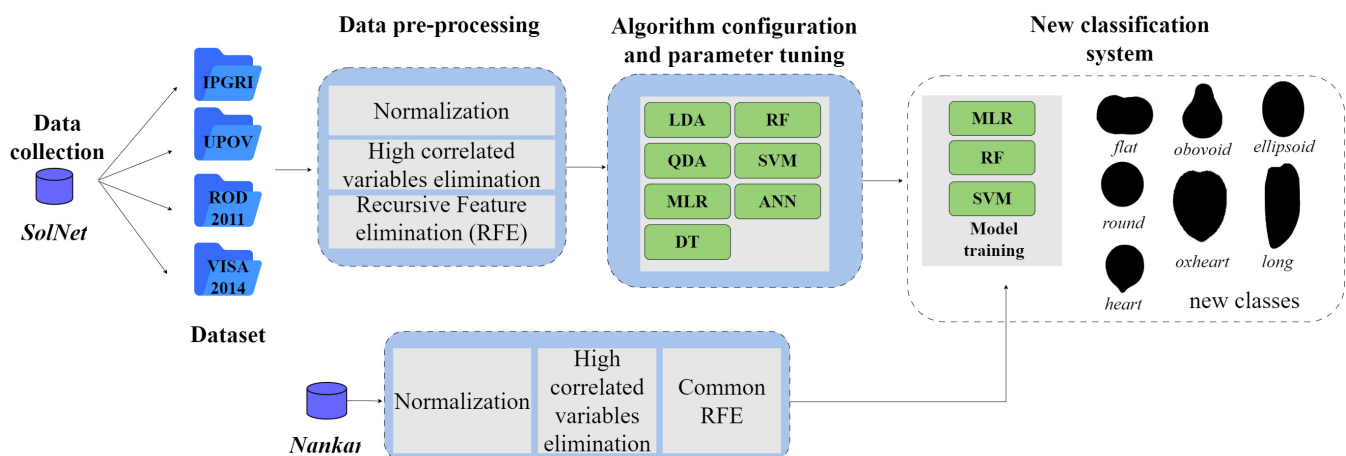 Data
collection
SolNet
IPGRI
UPOV
ROD
2011
VISA
2014
Dataset
Data pre-processing
Normalization
High correlated
variables elimination
Recursive Feature
elimination (RFE)
Algorithm configuration
and parameter tuning
LDA
RF
QDA
SVM
MLR
ANN
DT
New classification
system
MLR
RF
SVM
Model
training
flat
obovoid
ellipsoid
round
oxheart
long
heart
new classes
Normalization
High
correlated
variables
elimination
Common
RFE